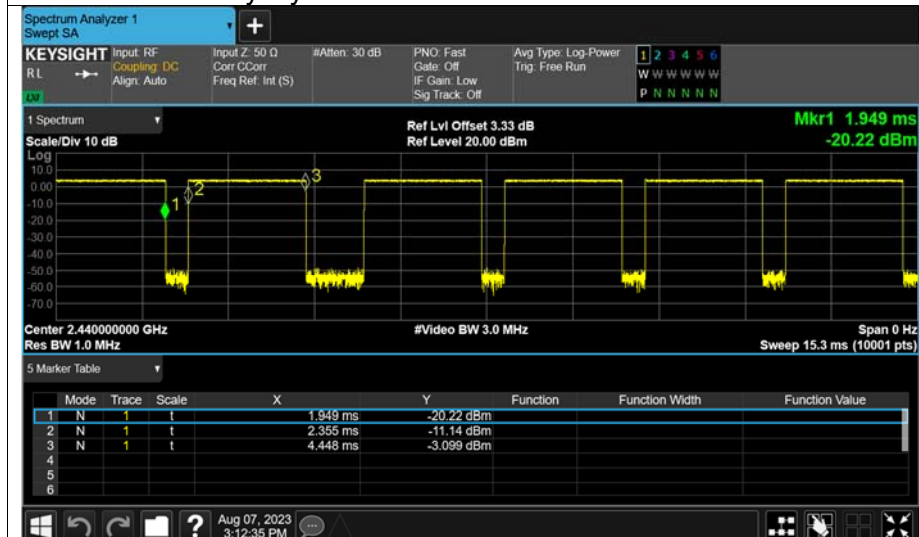 Spectrum Analyzer 1
Swept SA
+
KEYSIGHT Input: RF Input Z: 50 Ω #Atten: 30 dB PNO: Fast Avg Type: Log-Power 1 2 3 4 5 6
RL Coupling: DC Corr CCorr Gate: Off Trig: Free Run W W W W W W
Align: Auto Freq Ref: Int (S) IF Gain: Low P N N N N N
LXI Sig Track: Off
1 Spectrum Ref Lvl Offset 3.33 dB Mkr1 1.949 ms
Scale/Div 10 dB Ref Level 20.00 dBm -20.22 dBm
Log
10.0
0.00
-10.0
-20.0
-30.0
-40.0
-50.0
-60.0
-70.0
1 2 3
Center 2.440000000 GHz #Video BW 3.0 MHz Span 0 Hz
Res BW 1.0 MHz Sweep 15.3 ms (10001 pts)
5 Marker Table
Mode Trace Scale X Y Function Function Width Function Value
1 N 1 t 1.949 ms -20.22 dBm
2 N 1 t 2.355 ms -11.14 dBm
3 N 1 t 4.448 ms -3.099 dBm
4
5
6
? Aug 07, 2023
3:12:35 PM